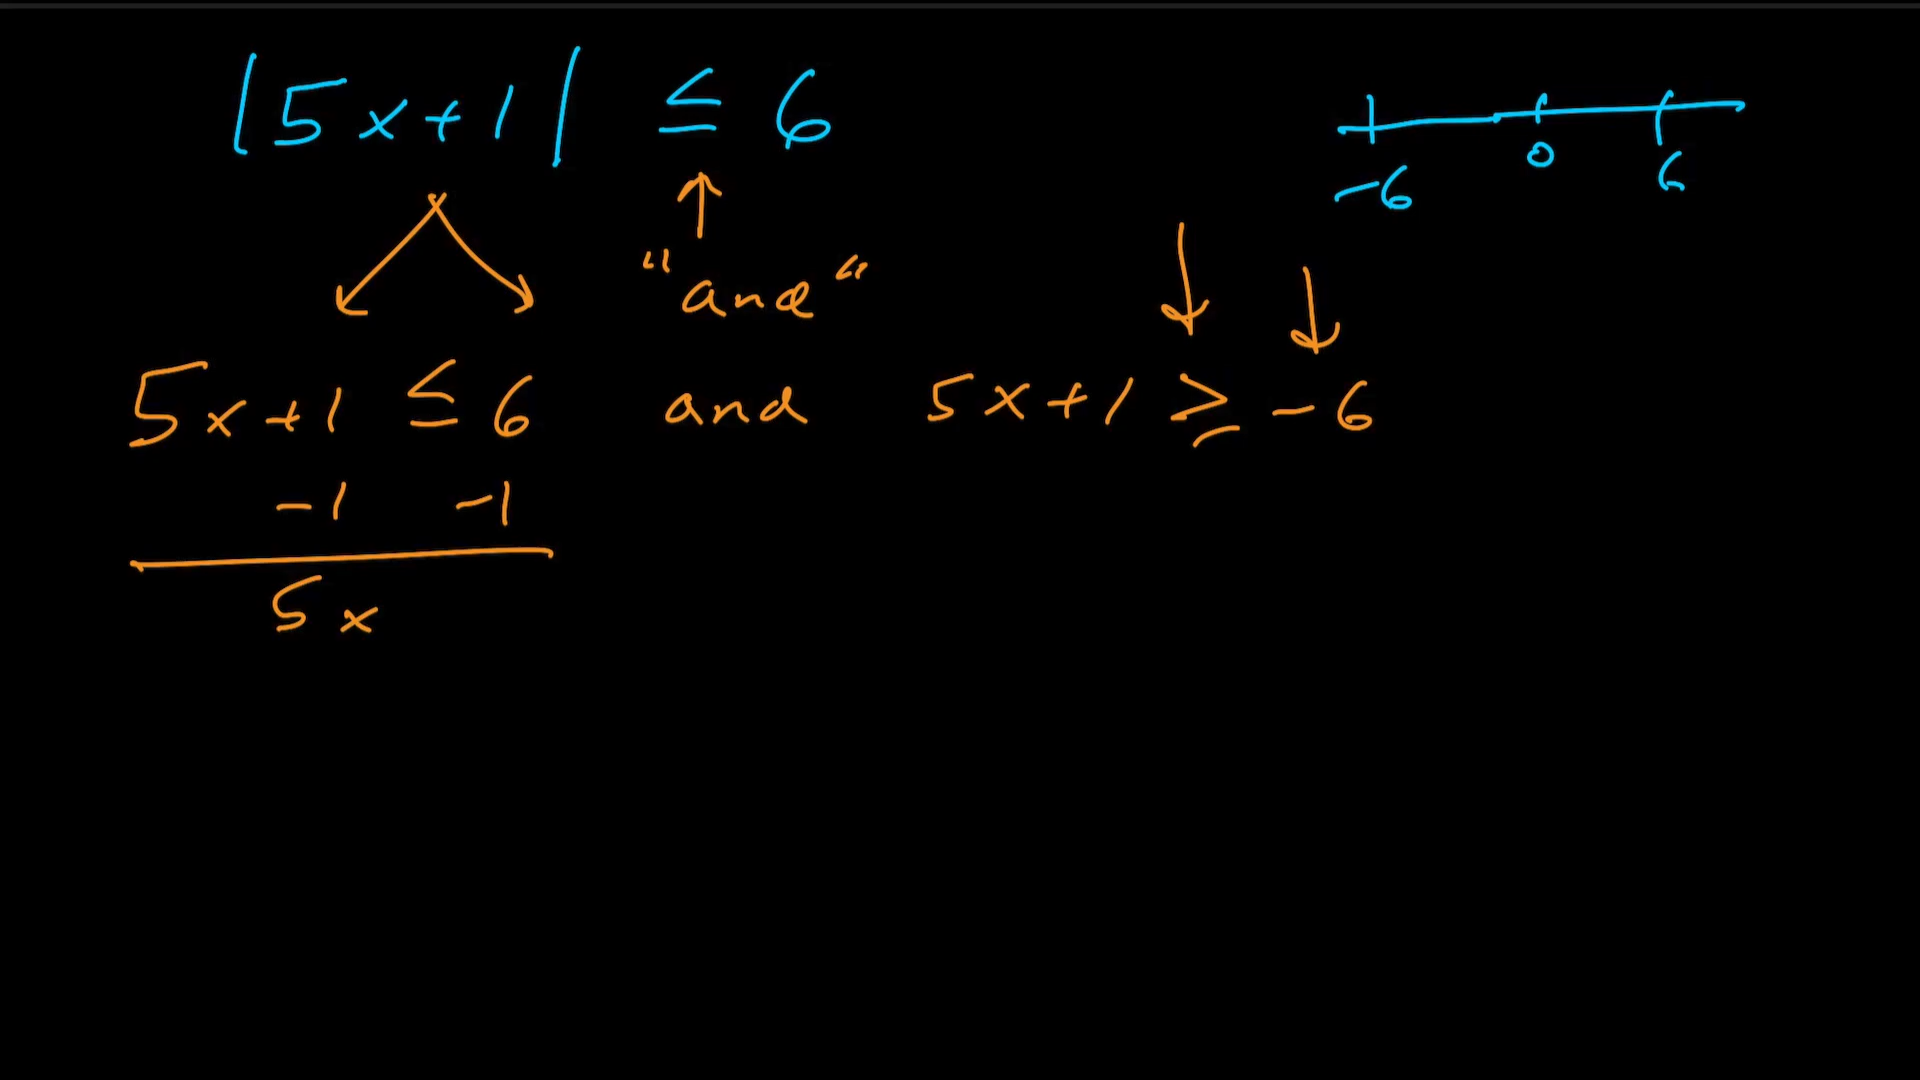 |5x+1| ≤ 6
-6 0 6
"and"
5x+1 ≤ 6 and 5x+1 ≥ -6
-1 -1
5x